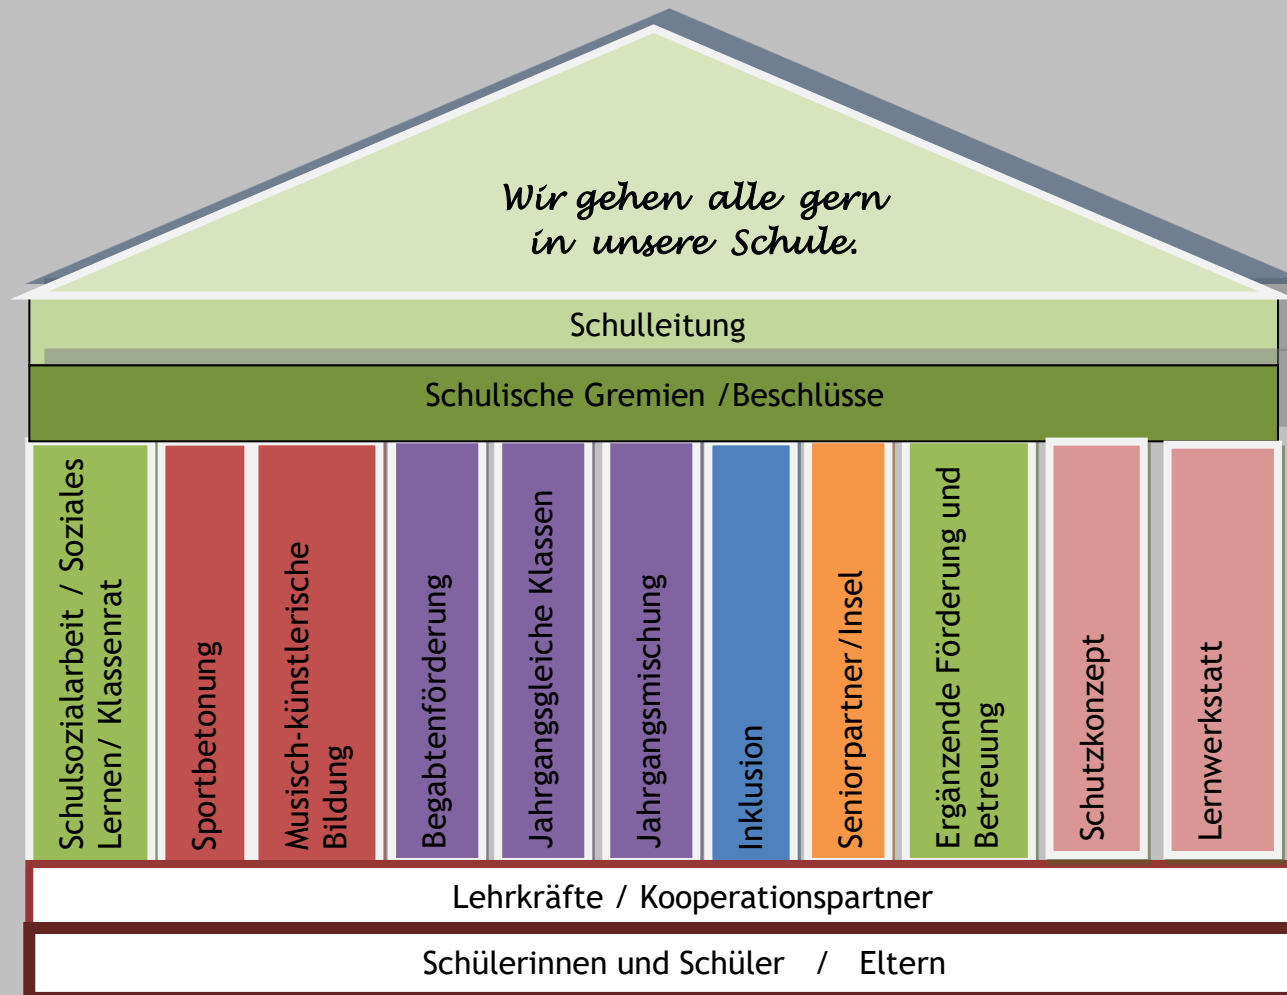 Wir gehen alle gern
in unsere Schule.
Schulleitung
Schulische Gremien /Beschlüsse
Schulsozialarbeit / Soziales
Lernen/ Klassenrat
Sportbetonung
Musisch-künstlerische
Bildung
Begabtenförderung
Jahrgangsgleiche Klassen
Jahrgangsmischung
Inklusion
Seniorpartner/Insel
Ergänzende Förderung und
Betreuung
Schutzkonzept
Lernwerkstatt
Lehrkräfte / Kooperationspartner
Schülerinnen und Schüler / Eltern